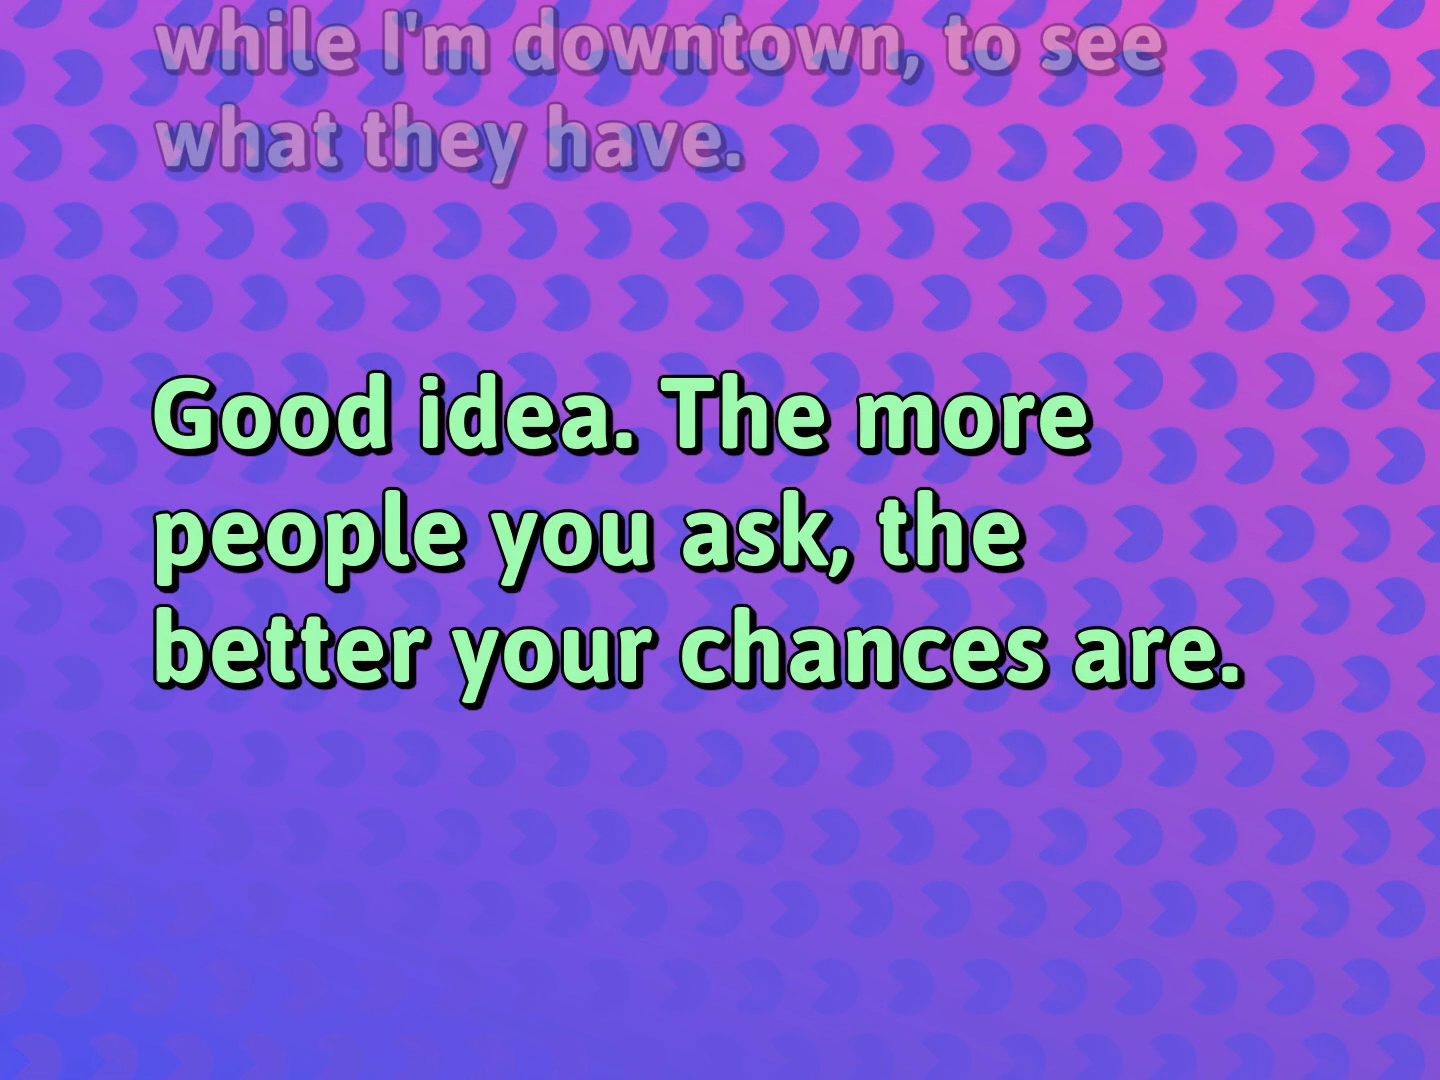 while I'm downtown, to see
what they have.
Good idea. The more
people you ask, the
better your chances are.